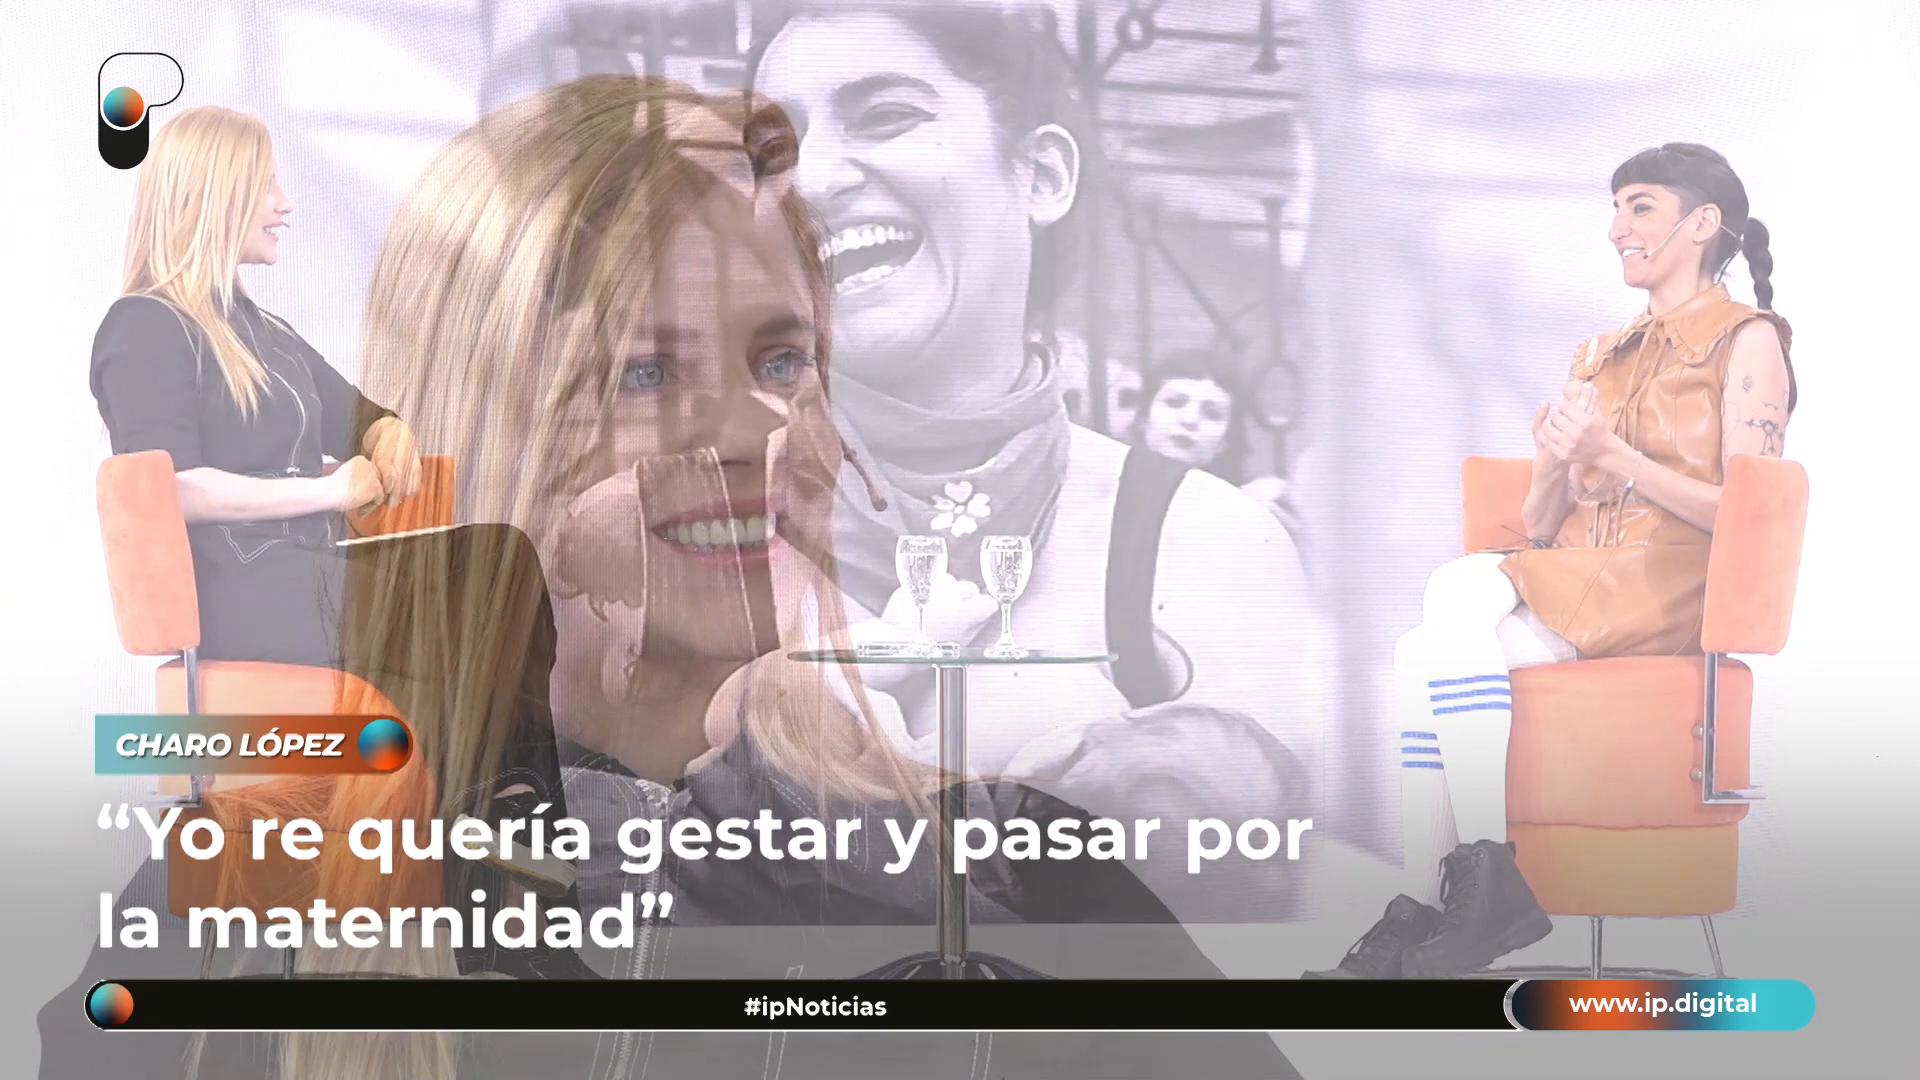 CHARO LÓPEZ
“Yo re quería gestar y pasar por
la maternidad”
#ipNoticias
www.ip.digital